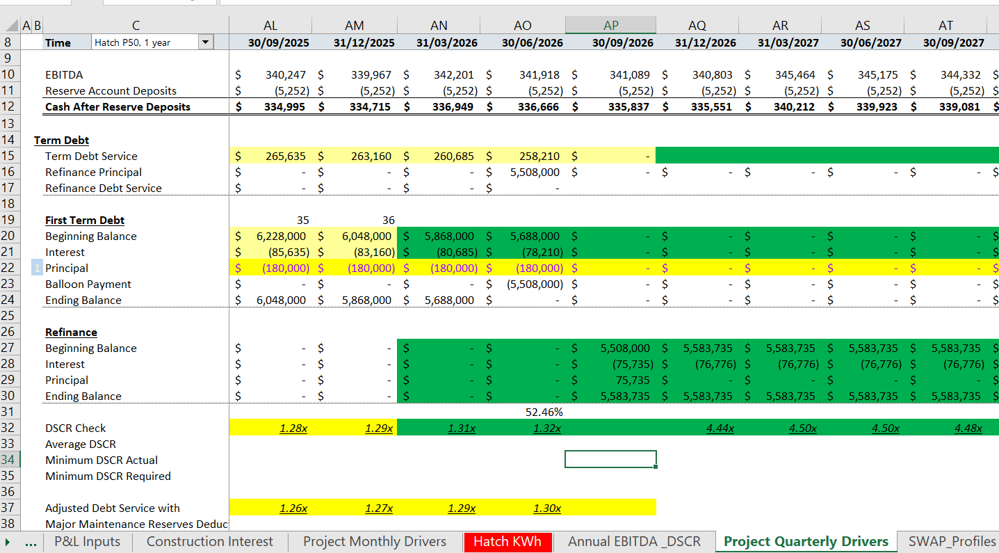 A B C AL AM AN AO AP AQ AR AS AT
8 Time Hatch P50, 1 year 30/09/2025 31/12/2025 31/03/2026 30/06/2026 30/09/2026 31/12/2026 31/03/2027 30/06/2027 30/09/2027
9
10 EBITDA $ 340,247 $ 339,967 $ 342,201 $ 341,918 $ 341,089 $ 340,803 $ 345,464 $ 345,175 $ 344,332 $
11 Reserve Account Deposits $ (5,252) $ (5,252) $ (5,252) $ (5,252) $ (5,252) $ (5,252) $ (5,252) $ (5,252) $ (5,252) $
12 Cash After Reserve Deposits $ 334,995 $ 334,715 $ 336,949 $ 336,666 $ 335,837 $ 335,551 $ 340,212 $ 339,923 $ 339,081 $
13
14 Term Debt
15 Term Debt Service $ 265,635 $ 263,160 $ 260,685 $ 258,210 $ -
16 Refinance Principal $ - $ - $ - $ 5,508,000 $ - $ - $ - $ - $ - $
17 Refinance Debt Service $ - $ - $ - $ -
18
19 First Term Debt 35 36
20 Beginning Balance $ 6,228,000 $ 6,048,000 $ 5,868,000 $ 5,688,000 $ - $ - $ - $ - $ - $
21 Interest $ (85,635) $ (83,160) $ (80,685) $ (78,210) $ - $ - $ - $ - $ - $
22 1 Principal $ (180,000) $ (180,000) $ (180,000) $ (180,000) $ - $ - $ - $ - $ - $
23 Balloon Payment $ - $ - $ - $ (5,508,000) $ - $ - $ - $ - $ - $
24 Ending Balance $ 6,048,000 $ 5,868,000 $ 5,688,000 $ - $ - $ - $ - $ - $ - $
25
26 Refinance
27 Beginning Balance $ - $ - $ - $ - $ 5,508,000 $ 5,583,735 $ 5,583,735 $ 5,583,735 $ 5,583,735 $
28 Interest $ - $ - $ - $ - $ (75,735) $ (76,776) $ (76,776) $ (76,776) $ (76,776) $
29 Principal $ - $ - $ - $ - $ 75,735 $ - $ - $ - $ - $
30 Ending Balance $ - $ - $ - $ - $ 5,583,735 $ 5,583,735 $ 5,583,735 $ 5,583,735 $ 5,583,735 $
31 52.46%
32 DSCR Check 1.28x 1.29x 1.31x 1.32x 4.44x 4.50x 4.50x 4.48x
33 Average DSCR
34 Minimum DSCR Actual
35 Minimum DSCR Required
36
37 Adjusted Debt Service with 1.26x 1.27x 1.29x 1.30x
38 Major Maintenance Reserves Deduc
... P&L Inputs Construction Interest Project Monthly Drivers Hatch KWh Annual EBITDA _DSCR Project Quarterly Drivers SWAP_Profiles